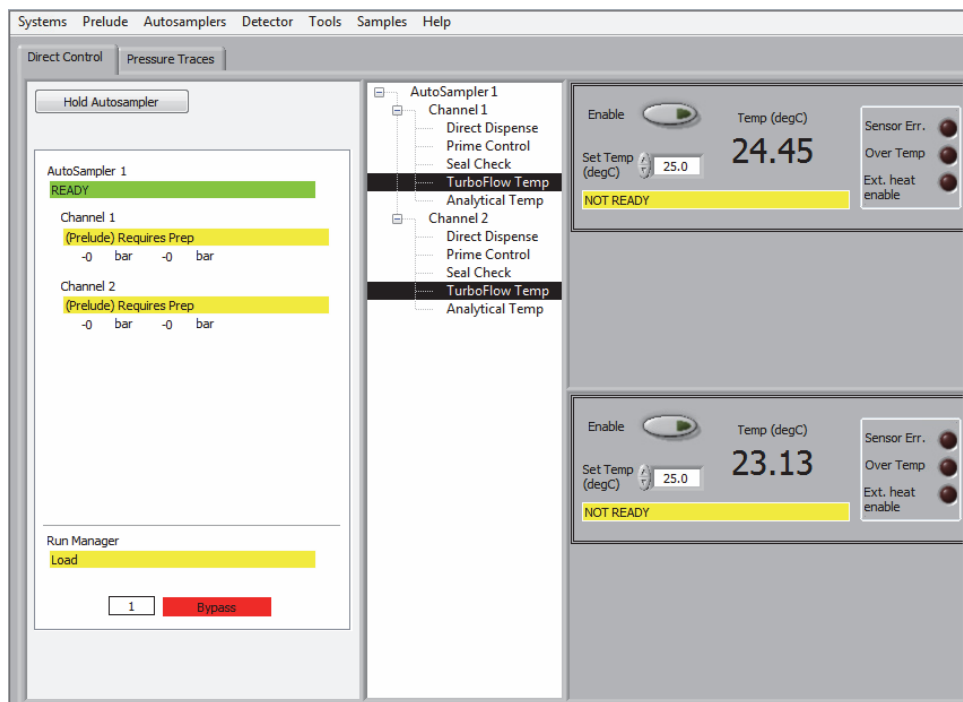 Systems Prelude Autosamplers Detector Tools Samples Help
Direct Control Pressure Traces
Hold Autosampler
AutoSampler 1
READY
Channel 1
(Prelude) Requires Prep
-0 bar -0 bar
Channel 2
(Prelude) Requires Prep
-0 bar -0 bar
Run Manager
Load
1 Bypass
AutoSampler 1
Channel 1
Direct Dispense
Prime Control
Seal Check
TurboFlow Temp
Analytical Temp
Channel 2
Direct Dispense
Prime Control
Seal Check
TurboFlow Temp
Analytical Temp
Enable
Temp (degC)
24.45
Set Temp
(degC)
25.0
NOT READY
Sensor Err.
Over Temp
Ext. heat
enable
Enable
Temp (degC)
23.13
Set Temp
(degC)
25.0
NOT READY
Sensor Err.
Over Temp
Ext. heat
enable